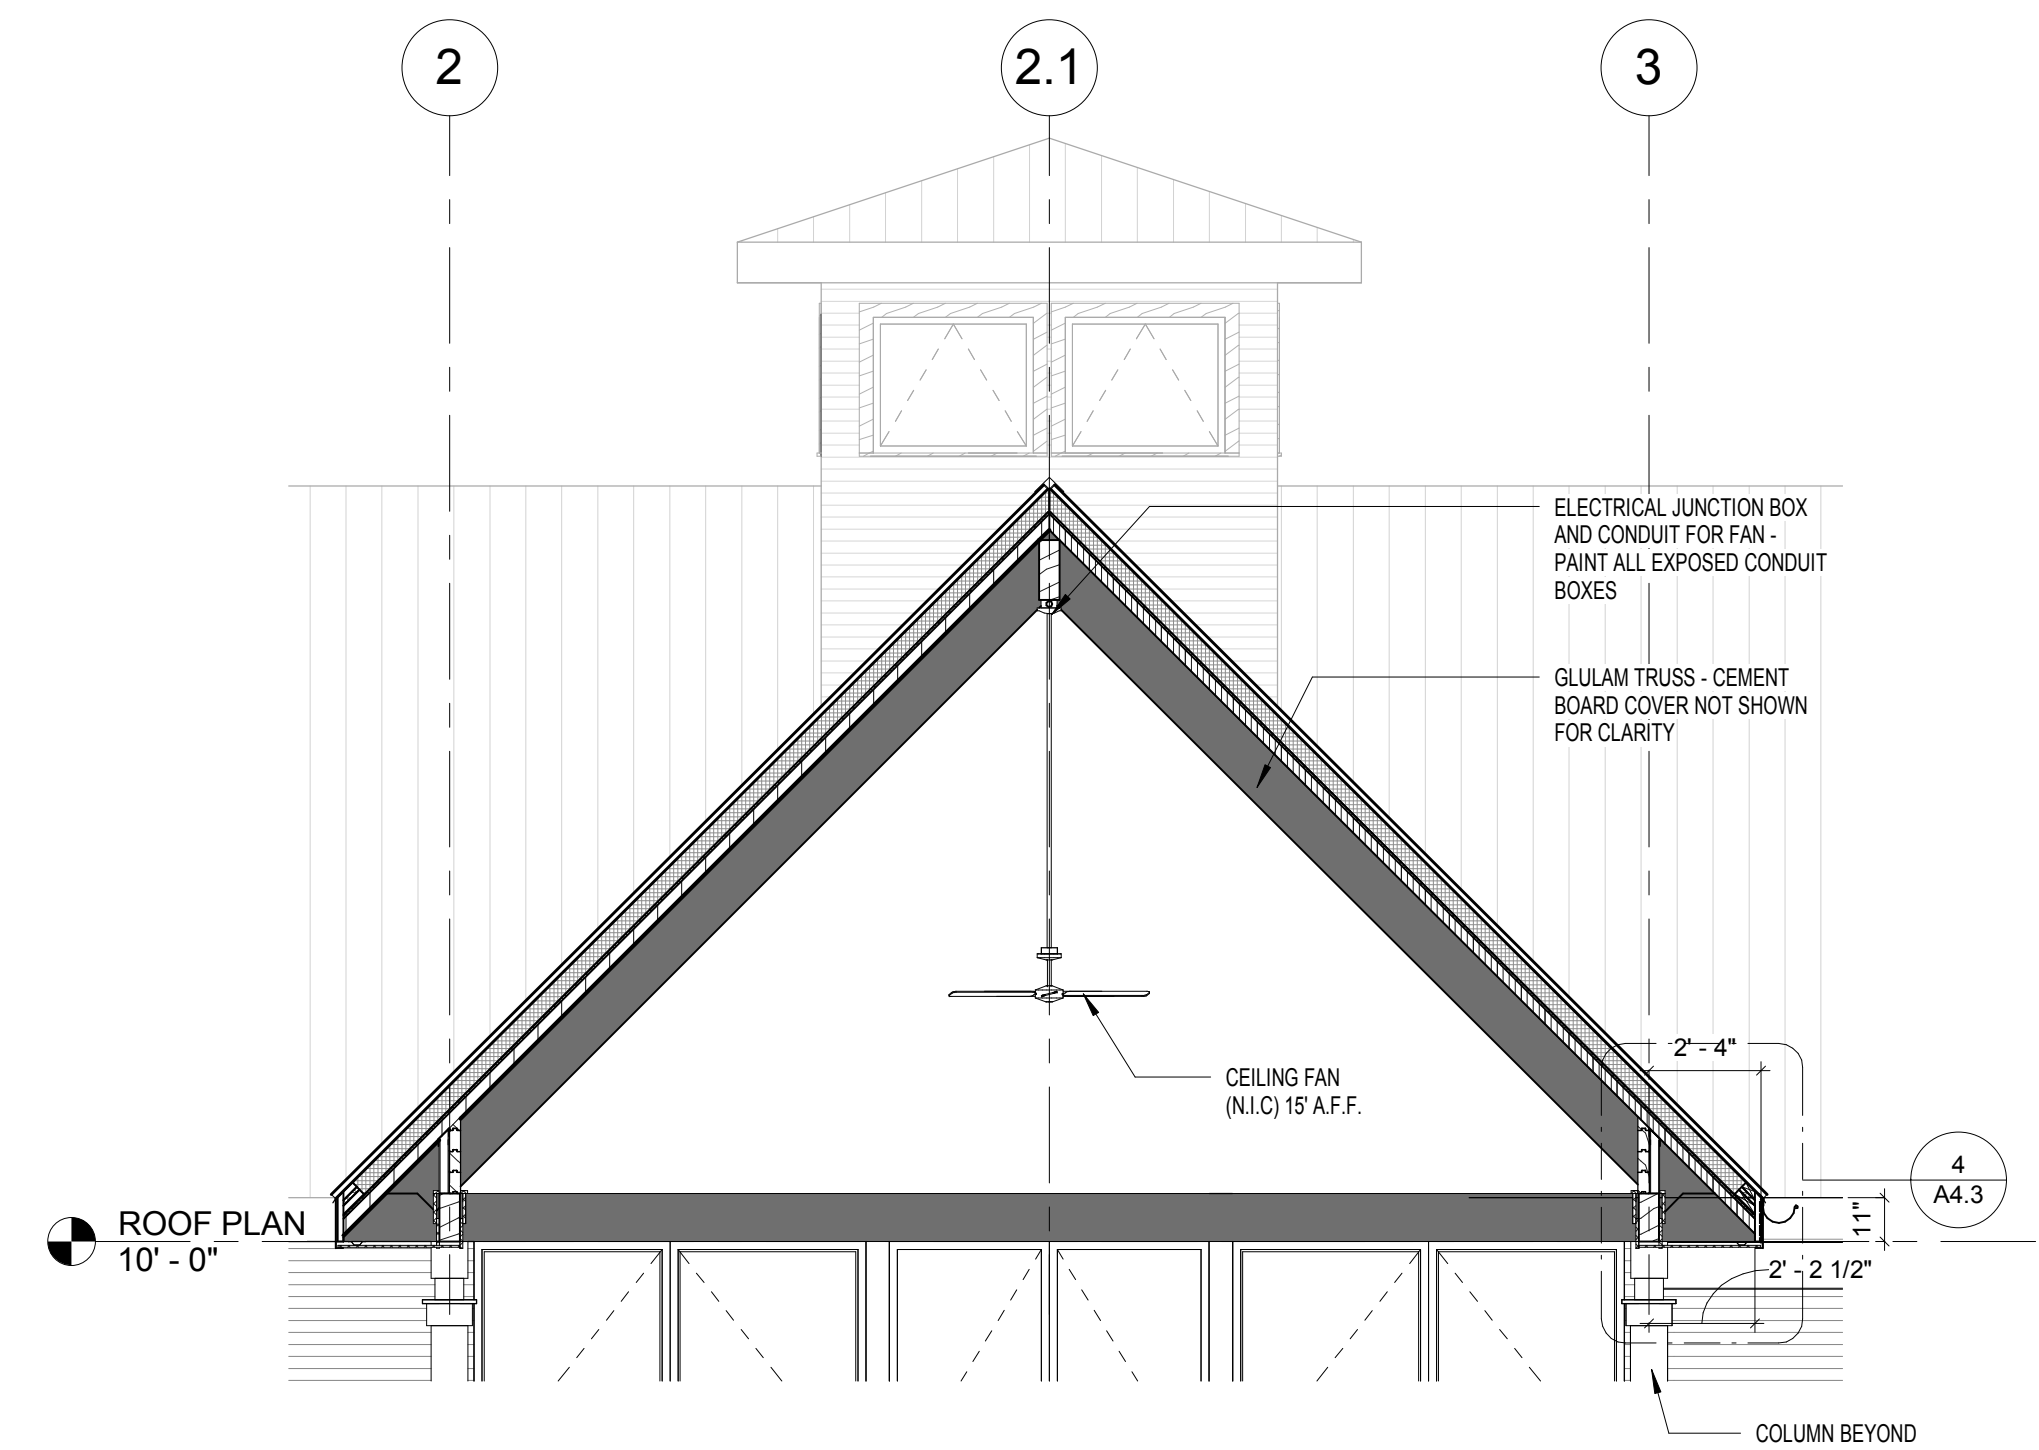 2
2.1
3
ELECTRICAL JUNCTION BOX
AND CONDUIT FOR FAN -
PAINT ALL EXPOSED CONDUIT
BOXES
GLULAM TRUSS - CEMENT
BOARD COVER NOT SHOWN
FOR CLARITY
2' - 4"
CEILING FAN
(N.I.C) 15' A.F.F.
4
A4.3
11"
ROOF PLAN
10' - 0"
2' - 2 1/2"
COLUMN BEYOND